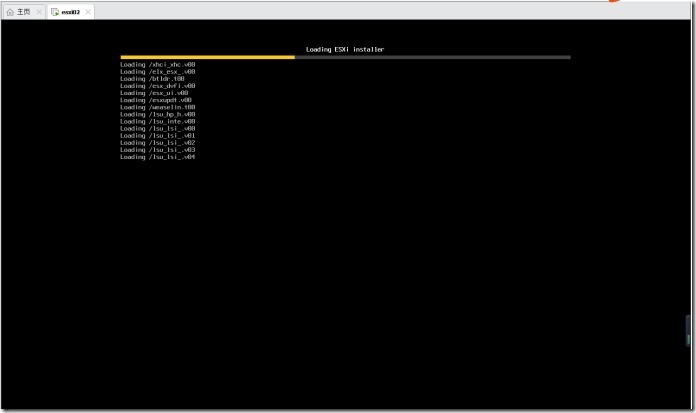 主页
esxi02
Loading ESXi installer
Loading /xhci_xhc.v00
Loading /elx_esx_.v00
Loading /btldr.t00
Loading /esx_dvfi.v00
Loading /esx_ui.v00
Loading /esxupdt.v00
Loading /weaselin.t00
Loading /lsu_hp_h.v00
Loading /lsu_inte.v00
Loading /lsu_lsi_.v00
Loading /lsu_lsi_.v01
Loading /lsu_lsi_.v02
Loading /lsu_lsi_.v03
Loading /lsu_lsi_.v04